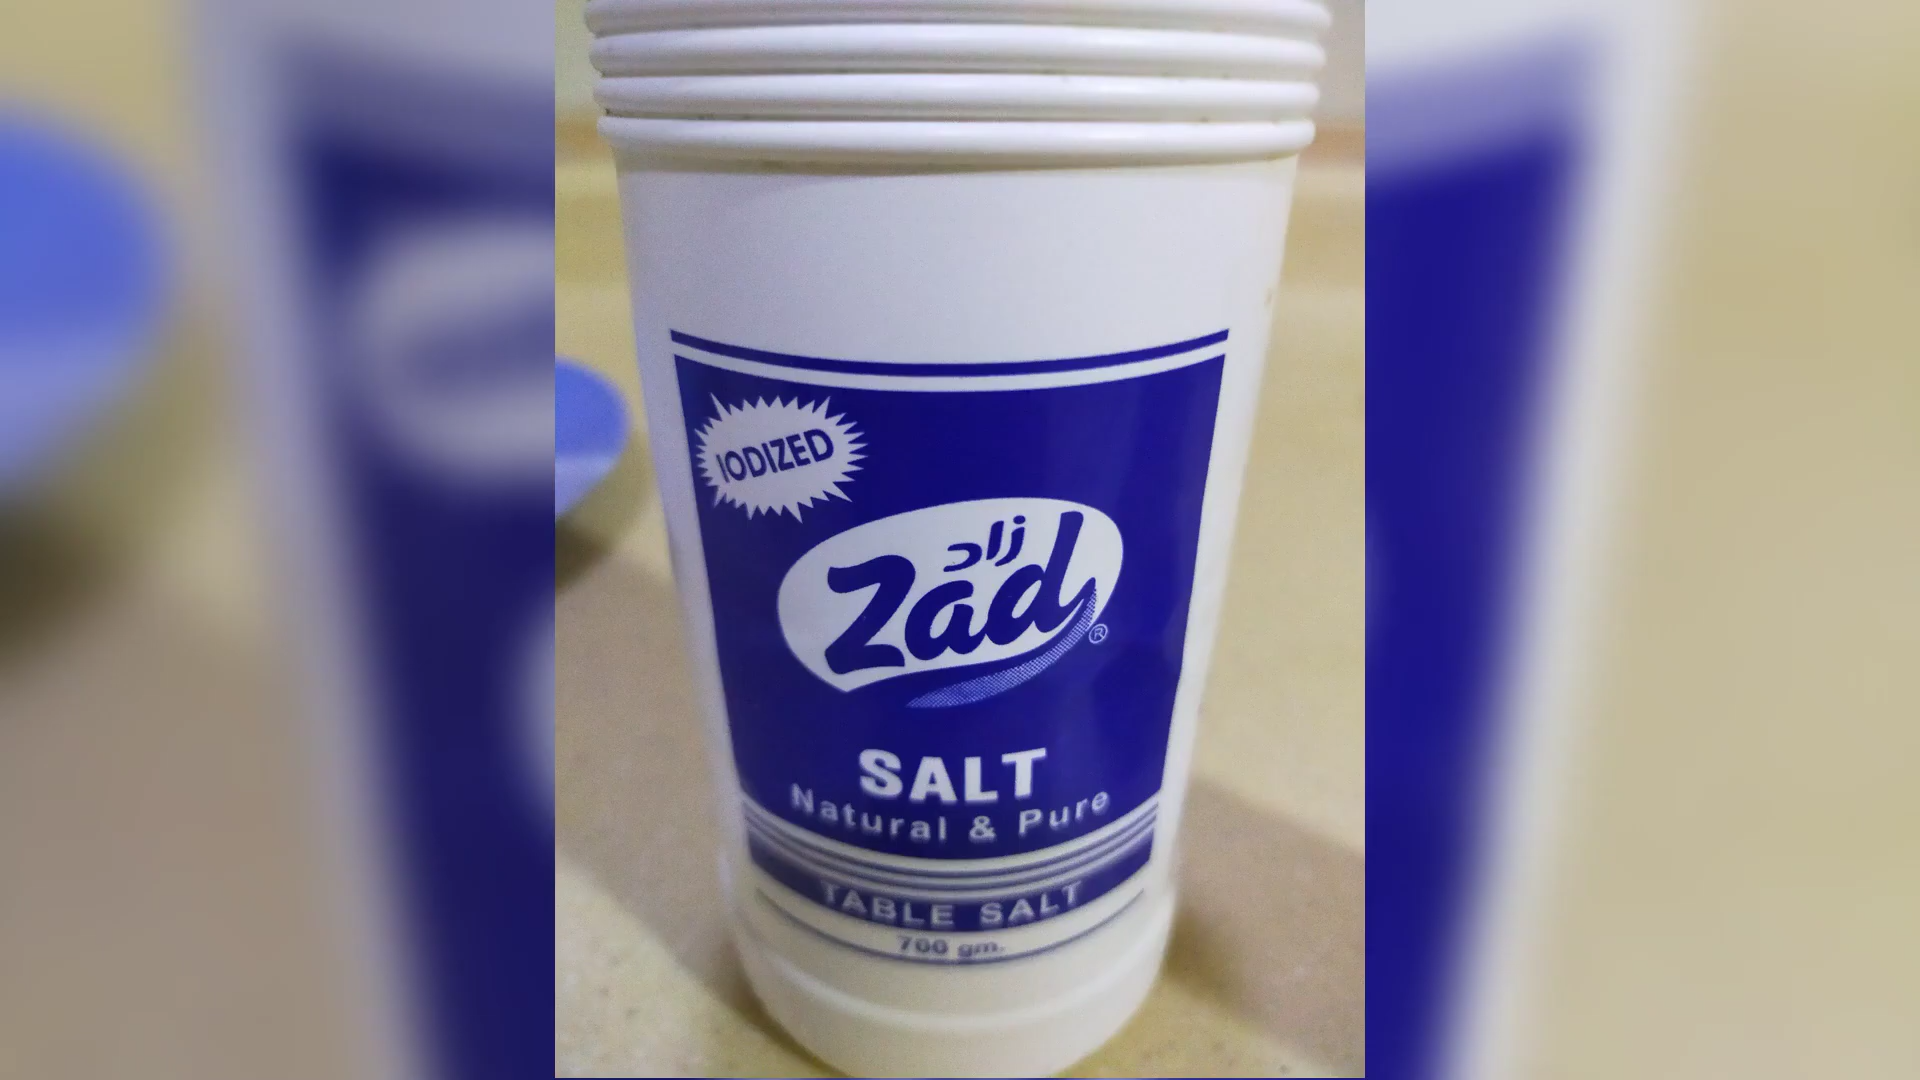 IODIZED
زاد
Zad
®
SALT
Natural & Pure
TABLE SALT
700 gm.